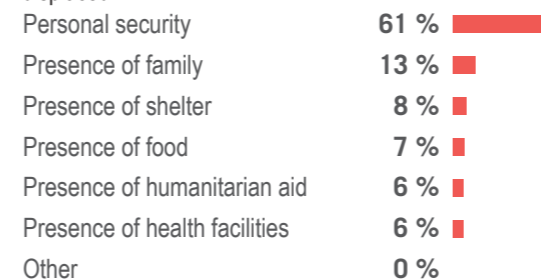 Personal security 61 %
Presence of family 13 %
Presence of shelter 8 %
Presence of food 7 %
Presence of humanitarian aid 6 %
Presence of health facilities 6 %
Other 0 %